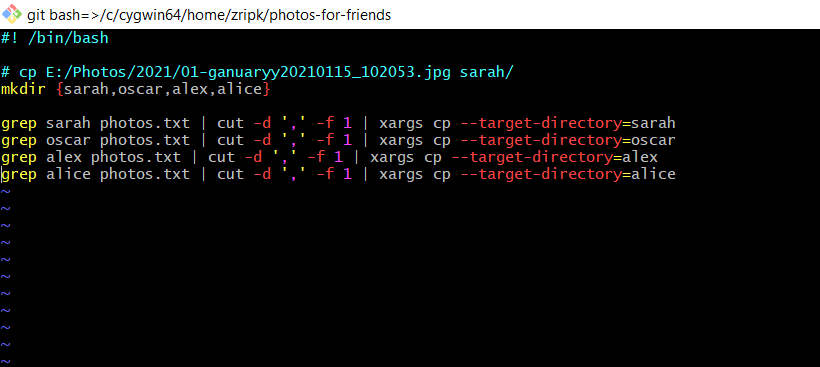 git bash=>/c/cygwin64/home/zripk/photos-for-friends
#! /bin/bash
# cp E:/Photos/2021/01-ganuaryy20210115_102053.jpg sarah/
mkdir {sarah,oscar,alex,alice}
grep sarah photos.txt | cut -d ',' -f 1 | xargs cp --target-directory=sarah
grep oscar photos.txt | cut -d ',' -f 1 | xargs cp --target-directory=oscar
grep alex photos.txt | cut -d ',' -f 1 | xargs cp --target-directory=alex
grep alice photos.txt | cut -d ',' -f 1 | xargs cp --target-directory=alice
~
~
~
~
~
~
~
~
~
~
~